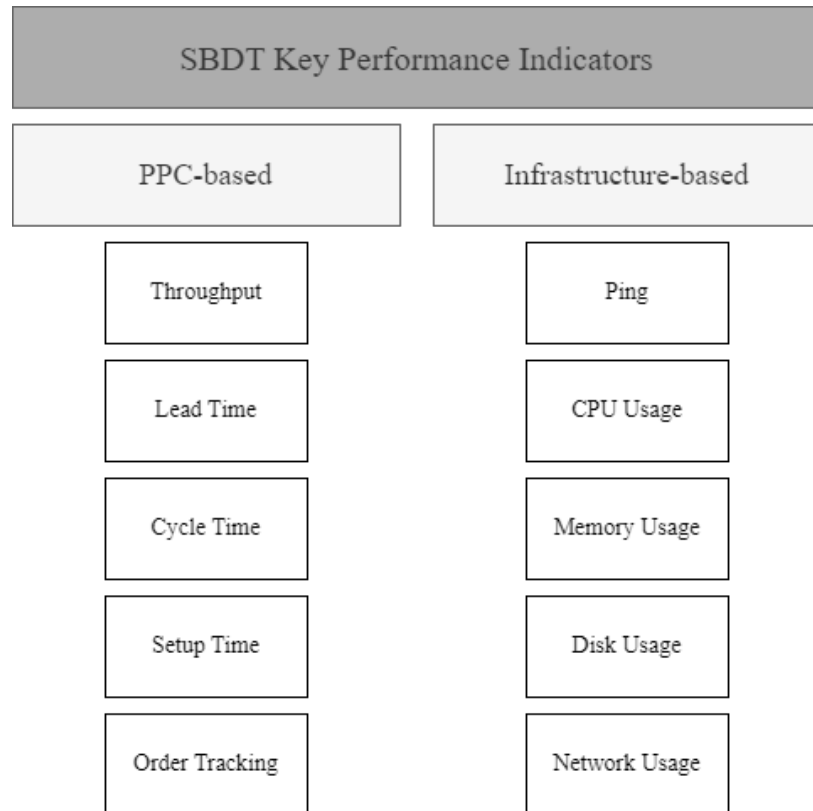 SBDT Key Performance Indicators
PPC-based
Infrastructure-based
Throughput
Ping
Lead Time
CPU Usage
Cycle Time
Memory Usage
Setup Time
Disk Usage
Order Tracking
Network Usage